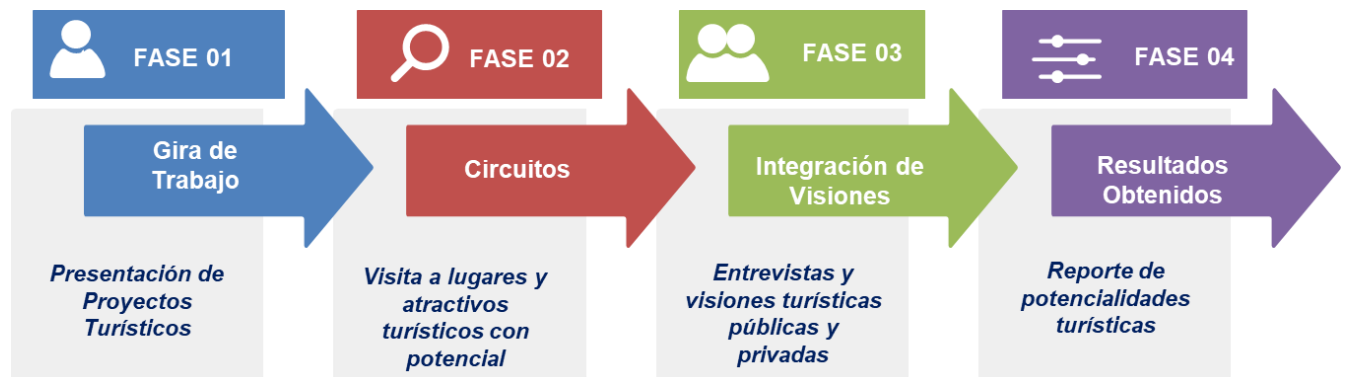 FASE 01
Gira de
Trabajo
Presentación de
Proyectos
Turísticos
FASE 02
Circuitos
Visita a lugares y
atractivos
turísticos con
potencial
FASE 03
Integración de
Visiones
Entrevistas y
visiones turísticas
públicas y
privadas
FASE 04
Resultados
Obtenidos
Reporte de
potencialidades
turísticas